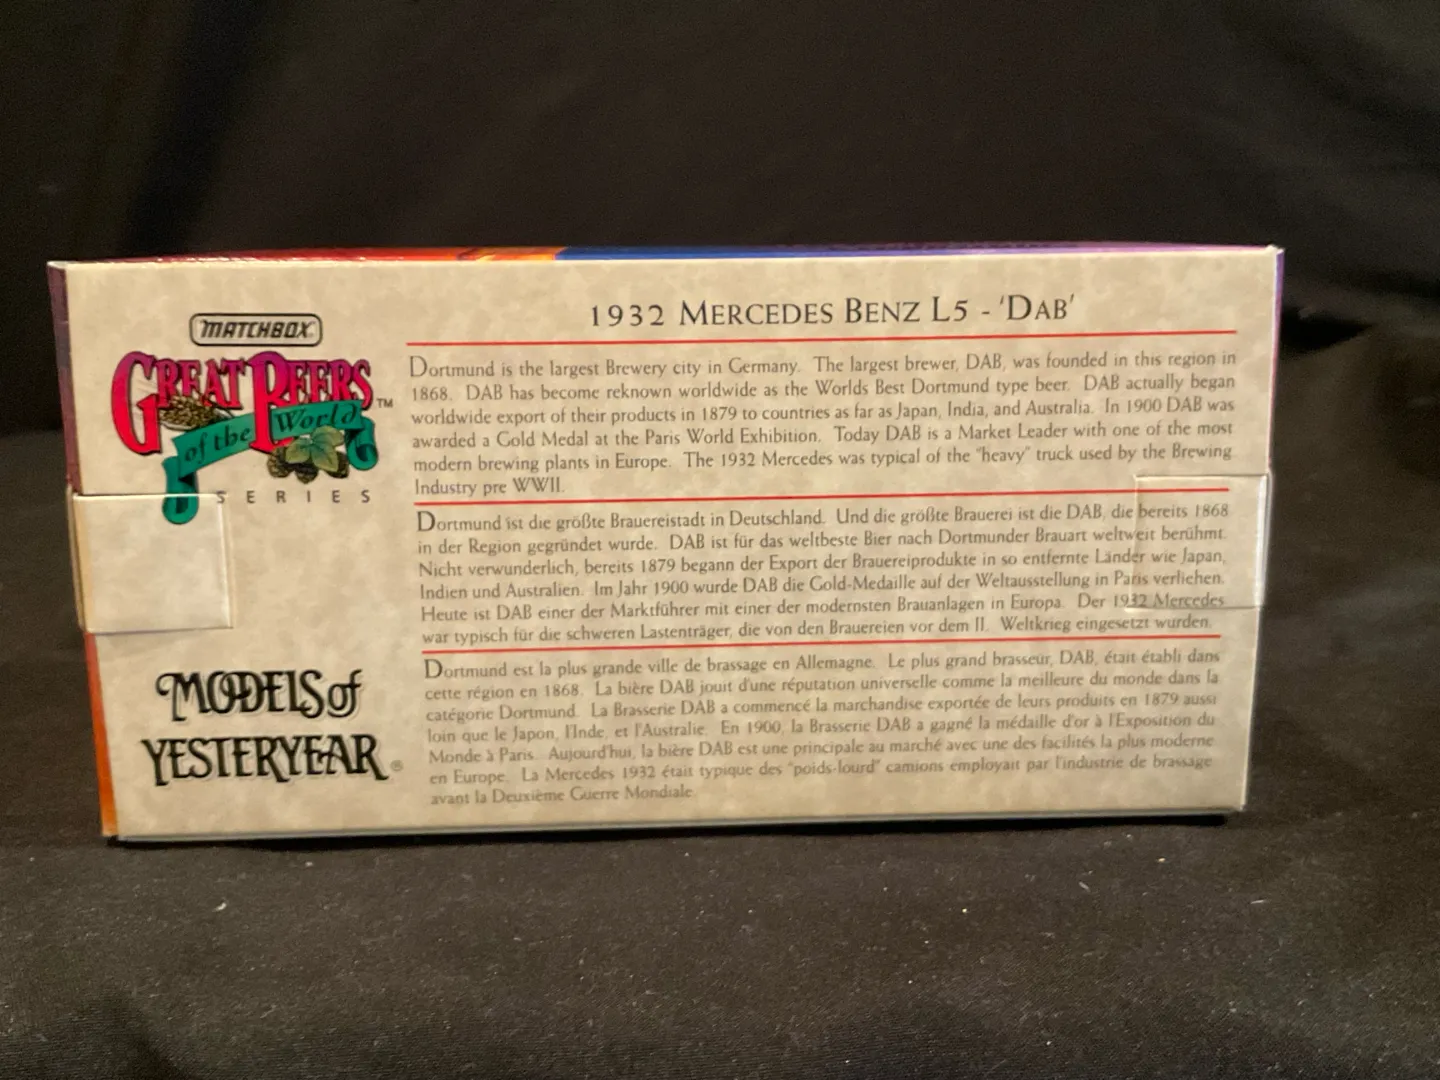 MATCHBOX
GREAT BEERS
of the World
SERIES
MODELS of
YESTERYEAR
1932 MERCEDES BENZ L5 - 'DAB'
Dortmund is the largest Brewery city in Germany. The largest brewer, DAB, was founded in this region in
1868. DAB has become reknown worldwide as the Worlds Best Dortmund type beer. DAB actually began
worldwide export of their products in 1879 to countries as far as Japan, India, and Australia. In 1900 DAB was
awarded a Gold Medal at the Paris World Exhibition. Today DAB is a Market Leader with one of the most
modern brewing plants in Europe. The 1932 Mercedes was typical of the "heavy" truck used by the Brewing
Industry pre WWII.
Dortmund ist die größte Brauereistadt in Deutschland. Und die größte Brauerei ist die DAB, die bereits 1868
in der Region gegründet wurde. DAB ist für das weltbeste Bier nach Dortmunder Brauart weltweit berühmt.
Nicht verwunderlich, bereits 1879 begann der Export der Brauereiprodukte in so entfernte Länder wie Japan,
Indien und Australien. Im Jahr 1900 wurde DAB die Gold-Medaille auf der Weltausstellung in Paris verliehen.
Heute ist DAB einer der Marktführer mit einer der modernsten Brauanlagen in Europa. Der 1932 Mercedes
war typisch für die schweren Lastenträger, die von den Brauereien vor dem II. Weltkrieg eingesetzt wurden.
Dortmund est la plus grande ville de brassage en Allemagne. Le plus grand brasseur, DAB, était établi dans
cette région en 1868. La bière DAB jouit d'une réputation universelle comme la meilleure du monde dans la
catégorie Dortmund. La Brasserie DAB a commencé la marchandise exportée de leurs produits en 1879 aussi
loin que le Japon, l'Inde, et l'Australie. En 1900, la Brasserie DAB a gagné la médaille d'or à l'Exposition du
Monde à Paris. Aujourd'hui, la bière DAB est une principale au marché avec une des facilités la plus moderne
en Europe. La Mercedes 1932 était typique des "poids-lourd" camions employait par l'industrie de brassage
avant la Deuxième Guerre Mondiale.